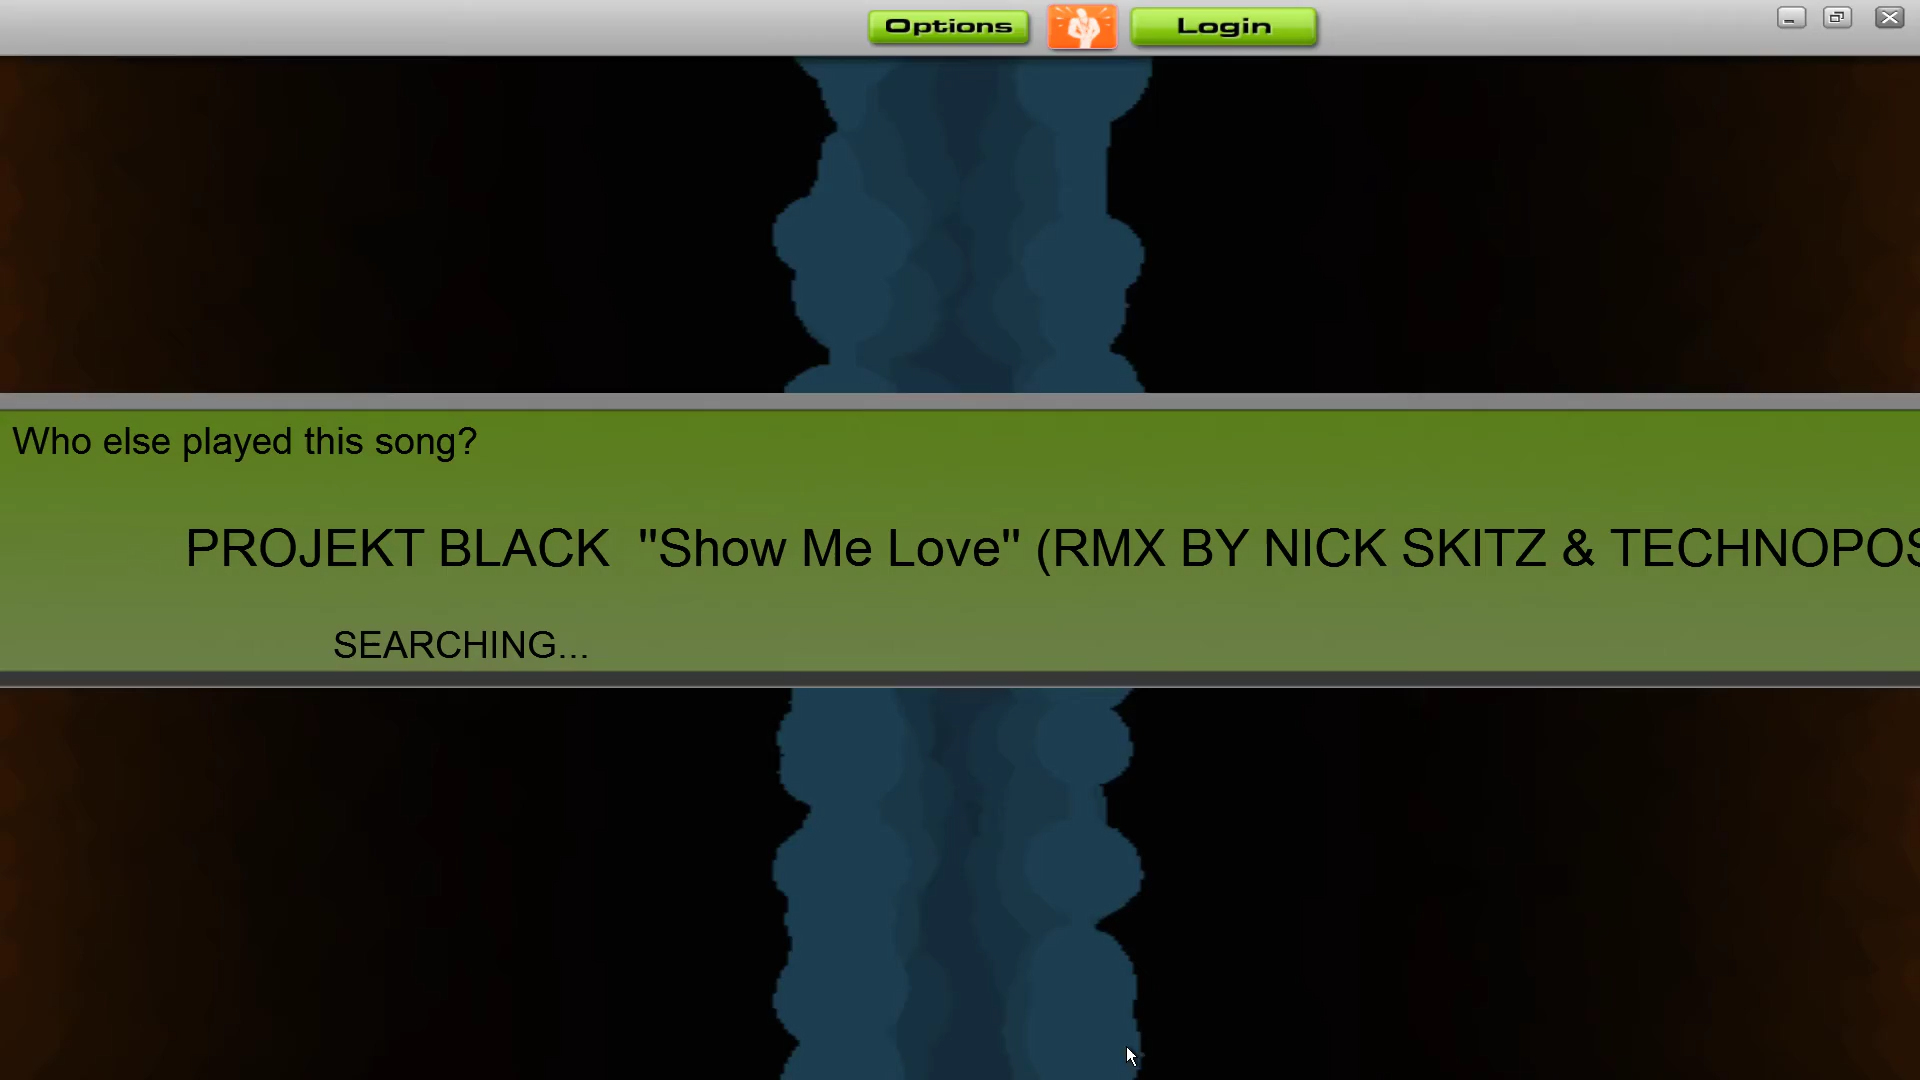 Options Login
Who else played this song?
PROJEKT BLACK "Show Me Love" (RMX BY NICK SKITZ & TECHNOPOS
SEARCHING...